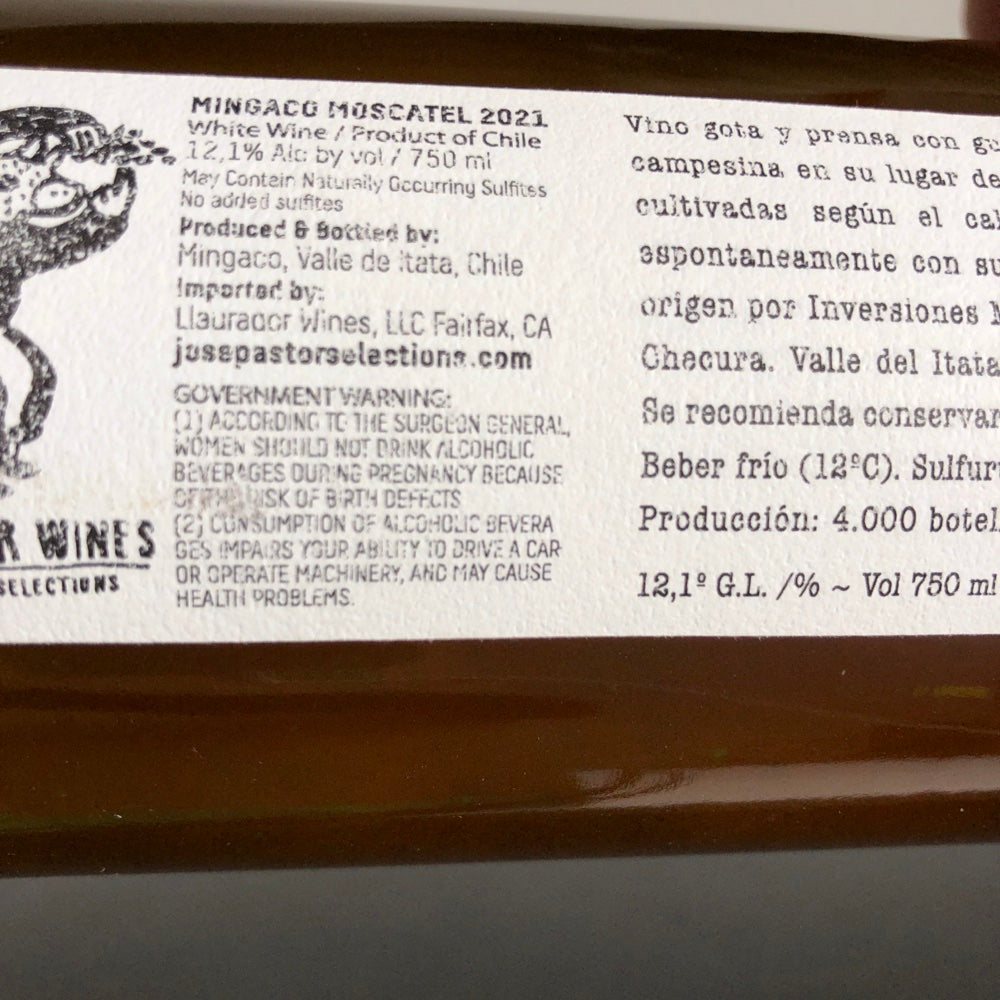 MINGACO MOSCATEL 2021
White Wine / Product of Chile
12,1% Alc by vol / 750 ml
May Contain Naturally Occurring Sulfites
No added sulfites
Produced & Bottled by:
Mingaco, Valle de Itata, Chile
Imported by:
Llaurador Wines, LLC Fairfax, CA
josepastorselections.com
GOVERNMENT WARNING:
(1) ACCORDING TO THE SURGEON GENERAL,
WOMEN SHOULD NOT DRINK ALCOHOLIC
BEVERAGES DURING PREGNANCY BECAUSE
OF THE RISK OF BIRTH DEFECTS
(2) CONSUMPTION OF ALCOHOLIC BEVERA
GES IMPAIRS YOUR ABILITY TO DRIVE A CAR
OR OPERATE MACHINERY, AND MAY CAUSE
HEALTH PROBLEMS.
R WINES
SELECTIONS
Vino gota y prensa con
campesina en su lugar de
cultivadas según el
espontaneamente con
origen por Inversiones
Checura. Valle del Itata
Se recomienda conservar
Beber frío (12ºC).
Producción: 4.000
12,1º G.L. /% ~ Vol 750 ml